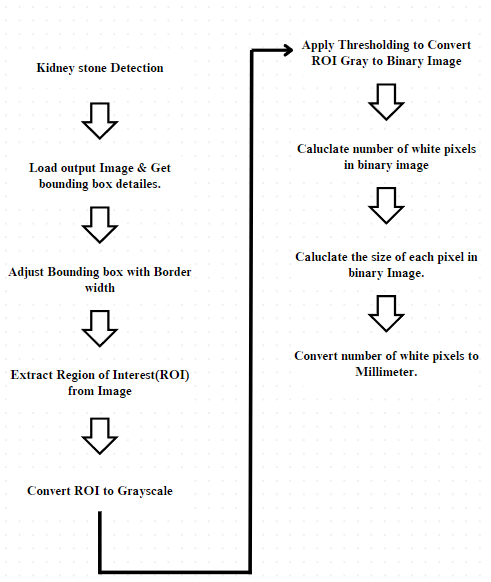 Kidney stone Detection
Load output Image & Get
bounding box detailes.
Adjust Bounding box with Border
width
Extract Region of Interest(ROI)
from Image
Convert ROI to Grayscale
Apply Thresholding to Convert
ROI Gray to Binary Image
Caluclate number of white pixels
in binary image
Caluclate the size of each pixel in
binary Image.
Convert number of white pixels to
Millimeter.